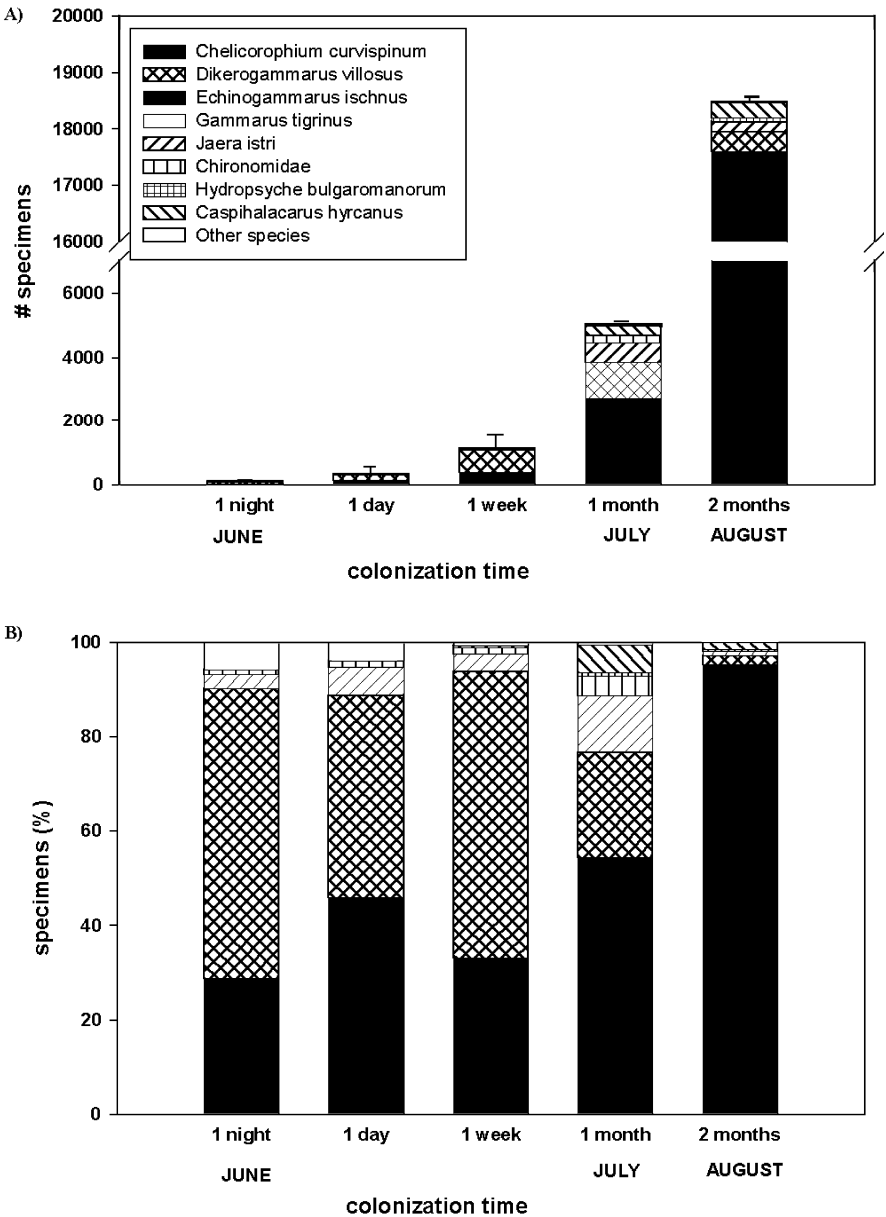 A)
20000
19000
18000
17000
16000
6000
4000
2000
0
# specimens
Chelicorophium curvispinum
Dikerogammarus villosus
Echinogammarus ischnus
Gammarus tigrinus
Jaera istri
Chironomidae
Hydropsyche bulgaromanorum
Caspihalacarus hyrcanus
Other species
1 night 1 day 1 week 1 month 2 months
JUNE JULY AUGUST
colonization time
B)
100
80
60
40
20
0
specimens (%)
1 night 1 day 1 week 1 month 2 months
JUNE JULY AUGUST
colonization time